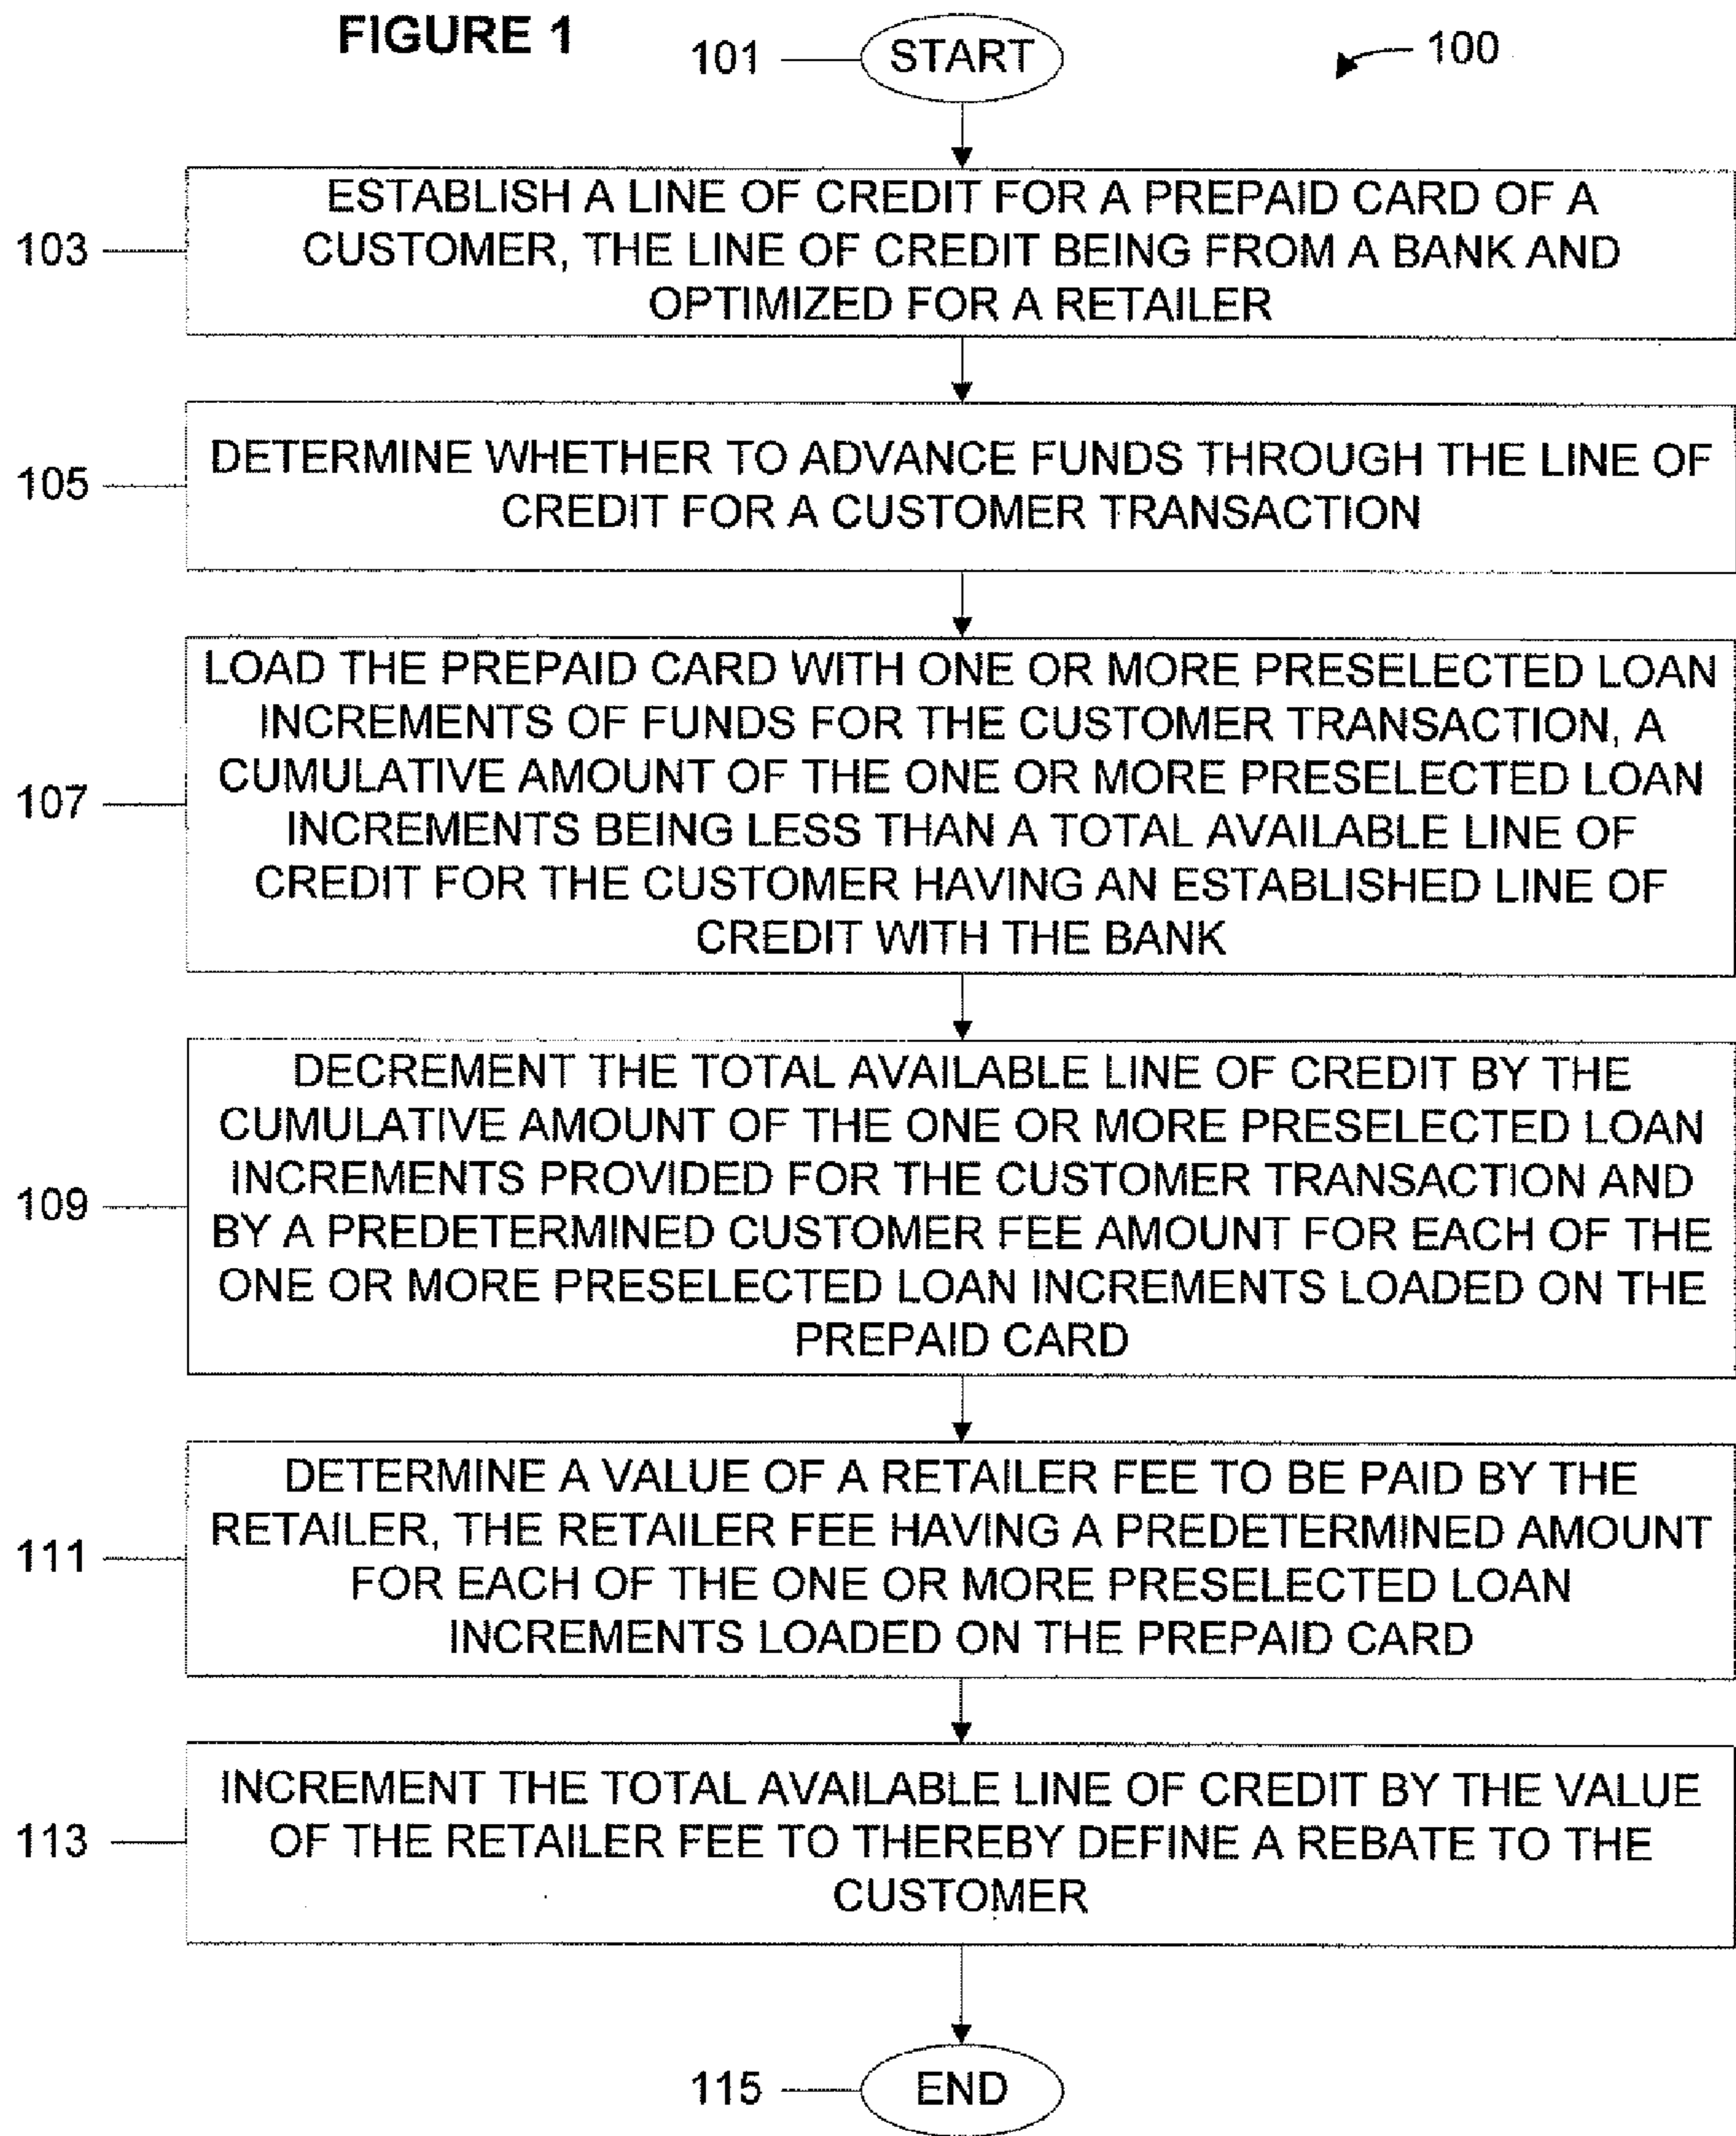 FIGURE 1
101
START
100
103
ESTABLISH A LINE OF CREDIT FOR A PREPAID CARD OF A
CUSTOMER, THE LINE OF CREDIT BEING FROM A BANK AND
OPTIMIZED FOR A RETAILER
105
DETERMINE WHETHER TO ADVANCE FUNDS THROUGH THE LINE OF
CREDIT FOR A CUSTOMER TRANSACTION
107
LOAD THE PREPAID CARD WITH ONE OR MORE PRESELECTED LOAN
INCREMENTS OF FUNDS FOR THE CUSTOMER TRANSACTION, A
CUMULATIVE AMOUNT OF THE ONE OR MORE PRESELECTED LOAN
INCREMENTS BEING LESS THAN A TOTAL AVAILABLE LINE OF
CREDIT FOR THE CUSTOMER HAVING AN ESTABLISHED LINE OF
CREDIT WITH THE BANK
109
DECREMENT THE TOTAL AVAILABLE LINE OF CREDIT BY THE
CUMULATIVE AMOUNT OF THE ONE OR MORE PRESELECTED LOAN
INCREMENTS PROVIDED FOR THE CUSTOMER TRANSACTION AND
BY A PREDETERMINED CUSTOMER FEE AMOUNT FOR EACH OF THE
ONE OR MORE PRESELECTED LOAN INCREMENTS LOADED ON THE
PREPAID CARD
111
DETERMINE A VALUE OF A RETAILER FEE TO BE PAID BY THE
RETAILER, THE RETAILER FEE HAVING A PREDETERMINED AMOUNT
FOR EACH OF THE ONE OR MORE PRESELECTED LOAN
INCREMENTS LOADED ON THE PREPAID CARD
113
INCREMENT THE TOTAL AVAILABLE LINE OF CREDIT BY THE VALUE
OF THE RETAILER FEE TO THEREBY DEFINE A REBATE TO THE
CUSTOMER
115
END